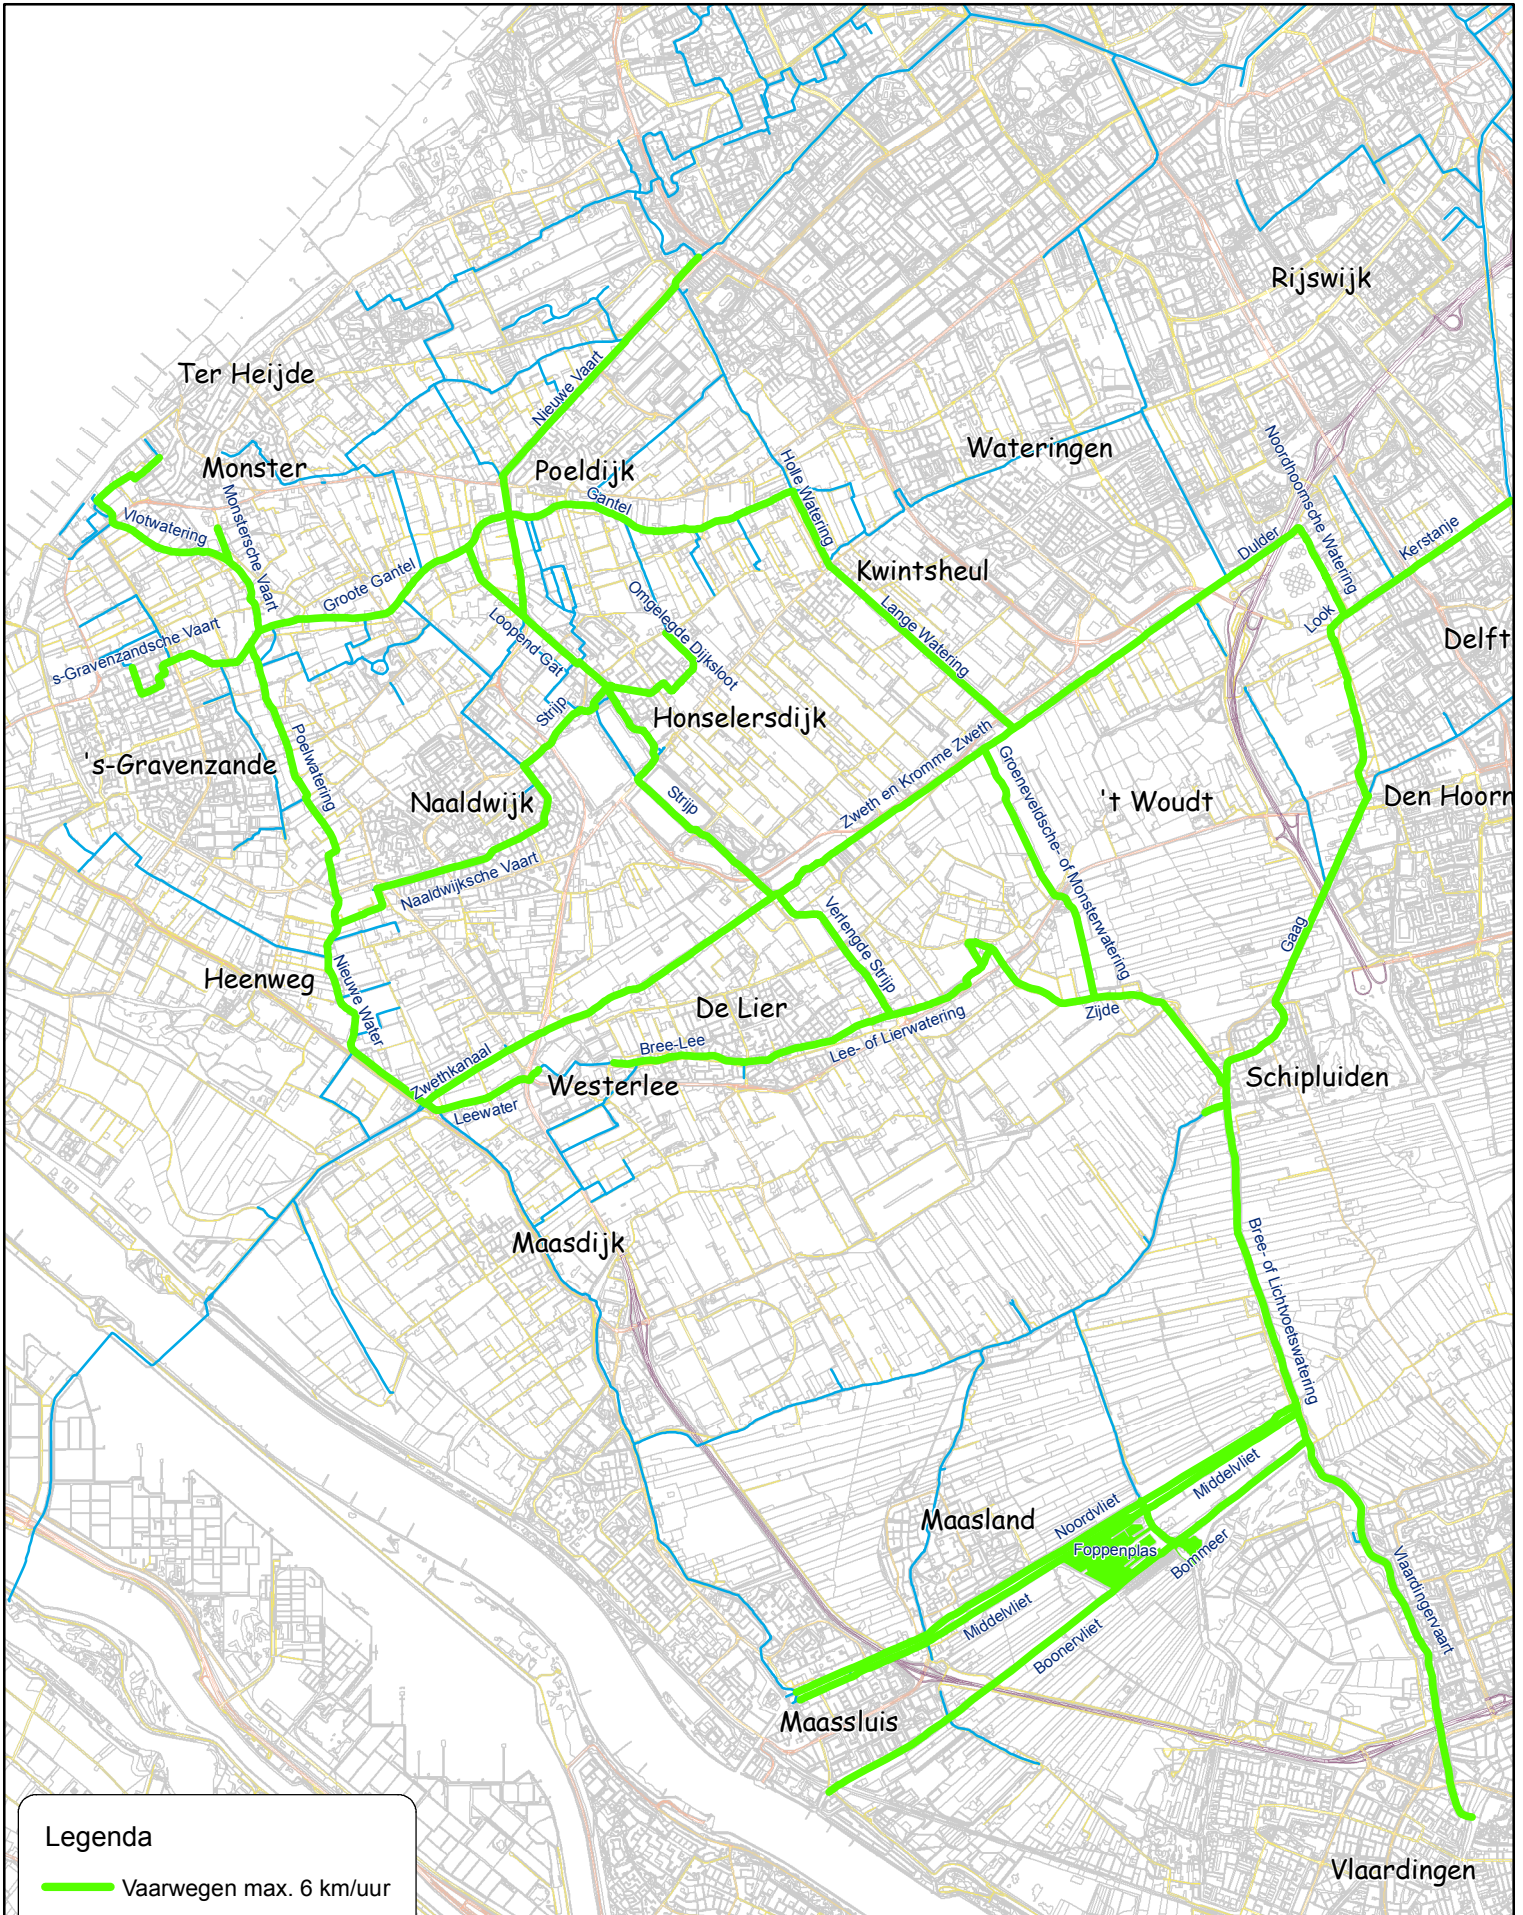 Rijswijk
Ter Heijde
Nieuwe Vaart
Wateringen
Noordhoornsche Watering
Monster
Poeldijk
Holle Watering
Gantel
Monstersche Vaart
Vlotwatering
Dulder
Kerstanje
Kwintsheul
Groote Gantel
Omgelegde Dijksloot
Lange Watering
Loopend Gat
Look
Delft
s-Gravenzandsche Vaart
Strijp
Honselersdijk
Poelwatering
's-Gravenzande
Naaldwijk
Strijp
Zweth en Kromme Zweth
Groeneveldsche- of Monsterwatering
't Woudt
Den Hoorn
Naaldwijksche Vaart
Verlengde Strijp
Gaag
Heenweg
Nieuwe Water
De Lier
Zijde
Lee- of Lierwatering
Bree-Lee
Zwethkanaal
Westerlee
Schipluiden
Leewater
Maasdijk
Bree- of Lichtvoetswatering
Middelvliet
Noordvliet
Maasland
Foppenplas
Bommeer
Vlaardingervaart
Middelvliet
Boonervliet
Maassluis
Vlaardingen
Legenda
Vaarwegen max. 6 km/uur